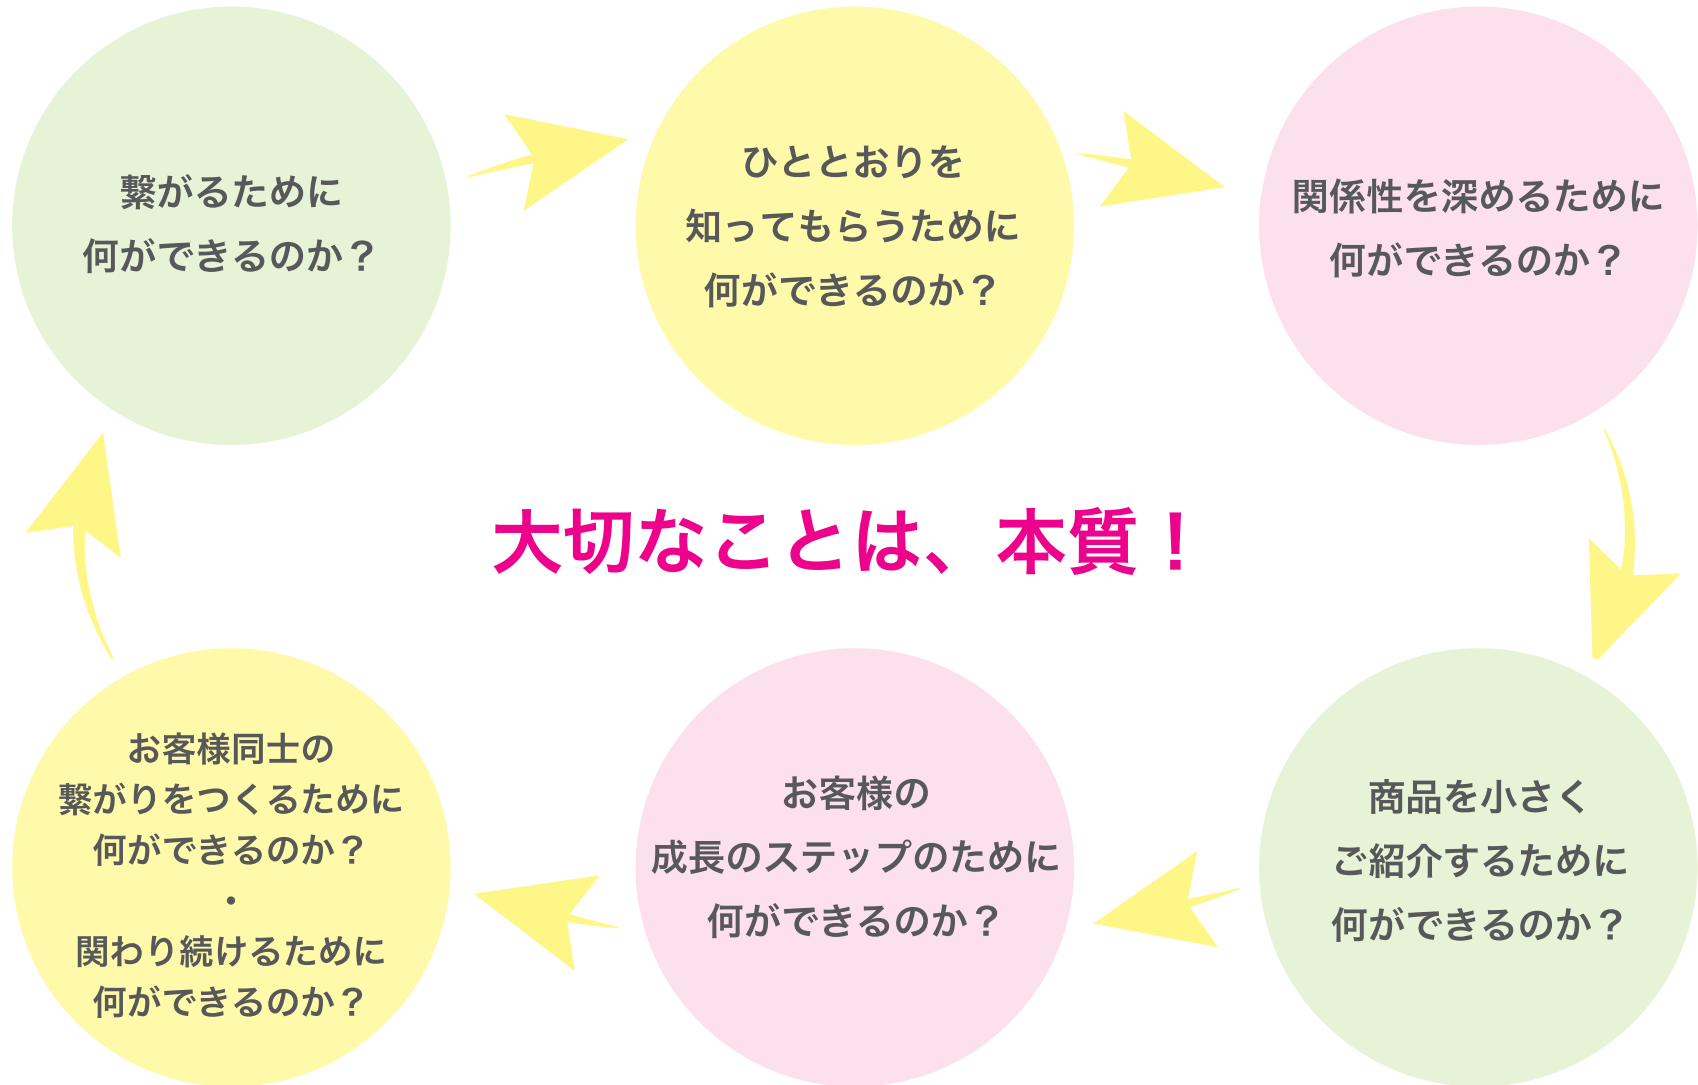 繋がるために
何ができるのか？
ひととおりを
知ってもらうために
何ができるのか？
関係性を深めるために
何ができるのか？
大切なことは、本質！
商品を小さく
ご紹介するために
何ができるのか？
お客様の
成長のステップのために
何ができるのか？
お客様同士の
繋がりをつくるために
何ができるのか？
・
関わり続けるために
何ができるのか？